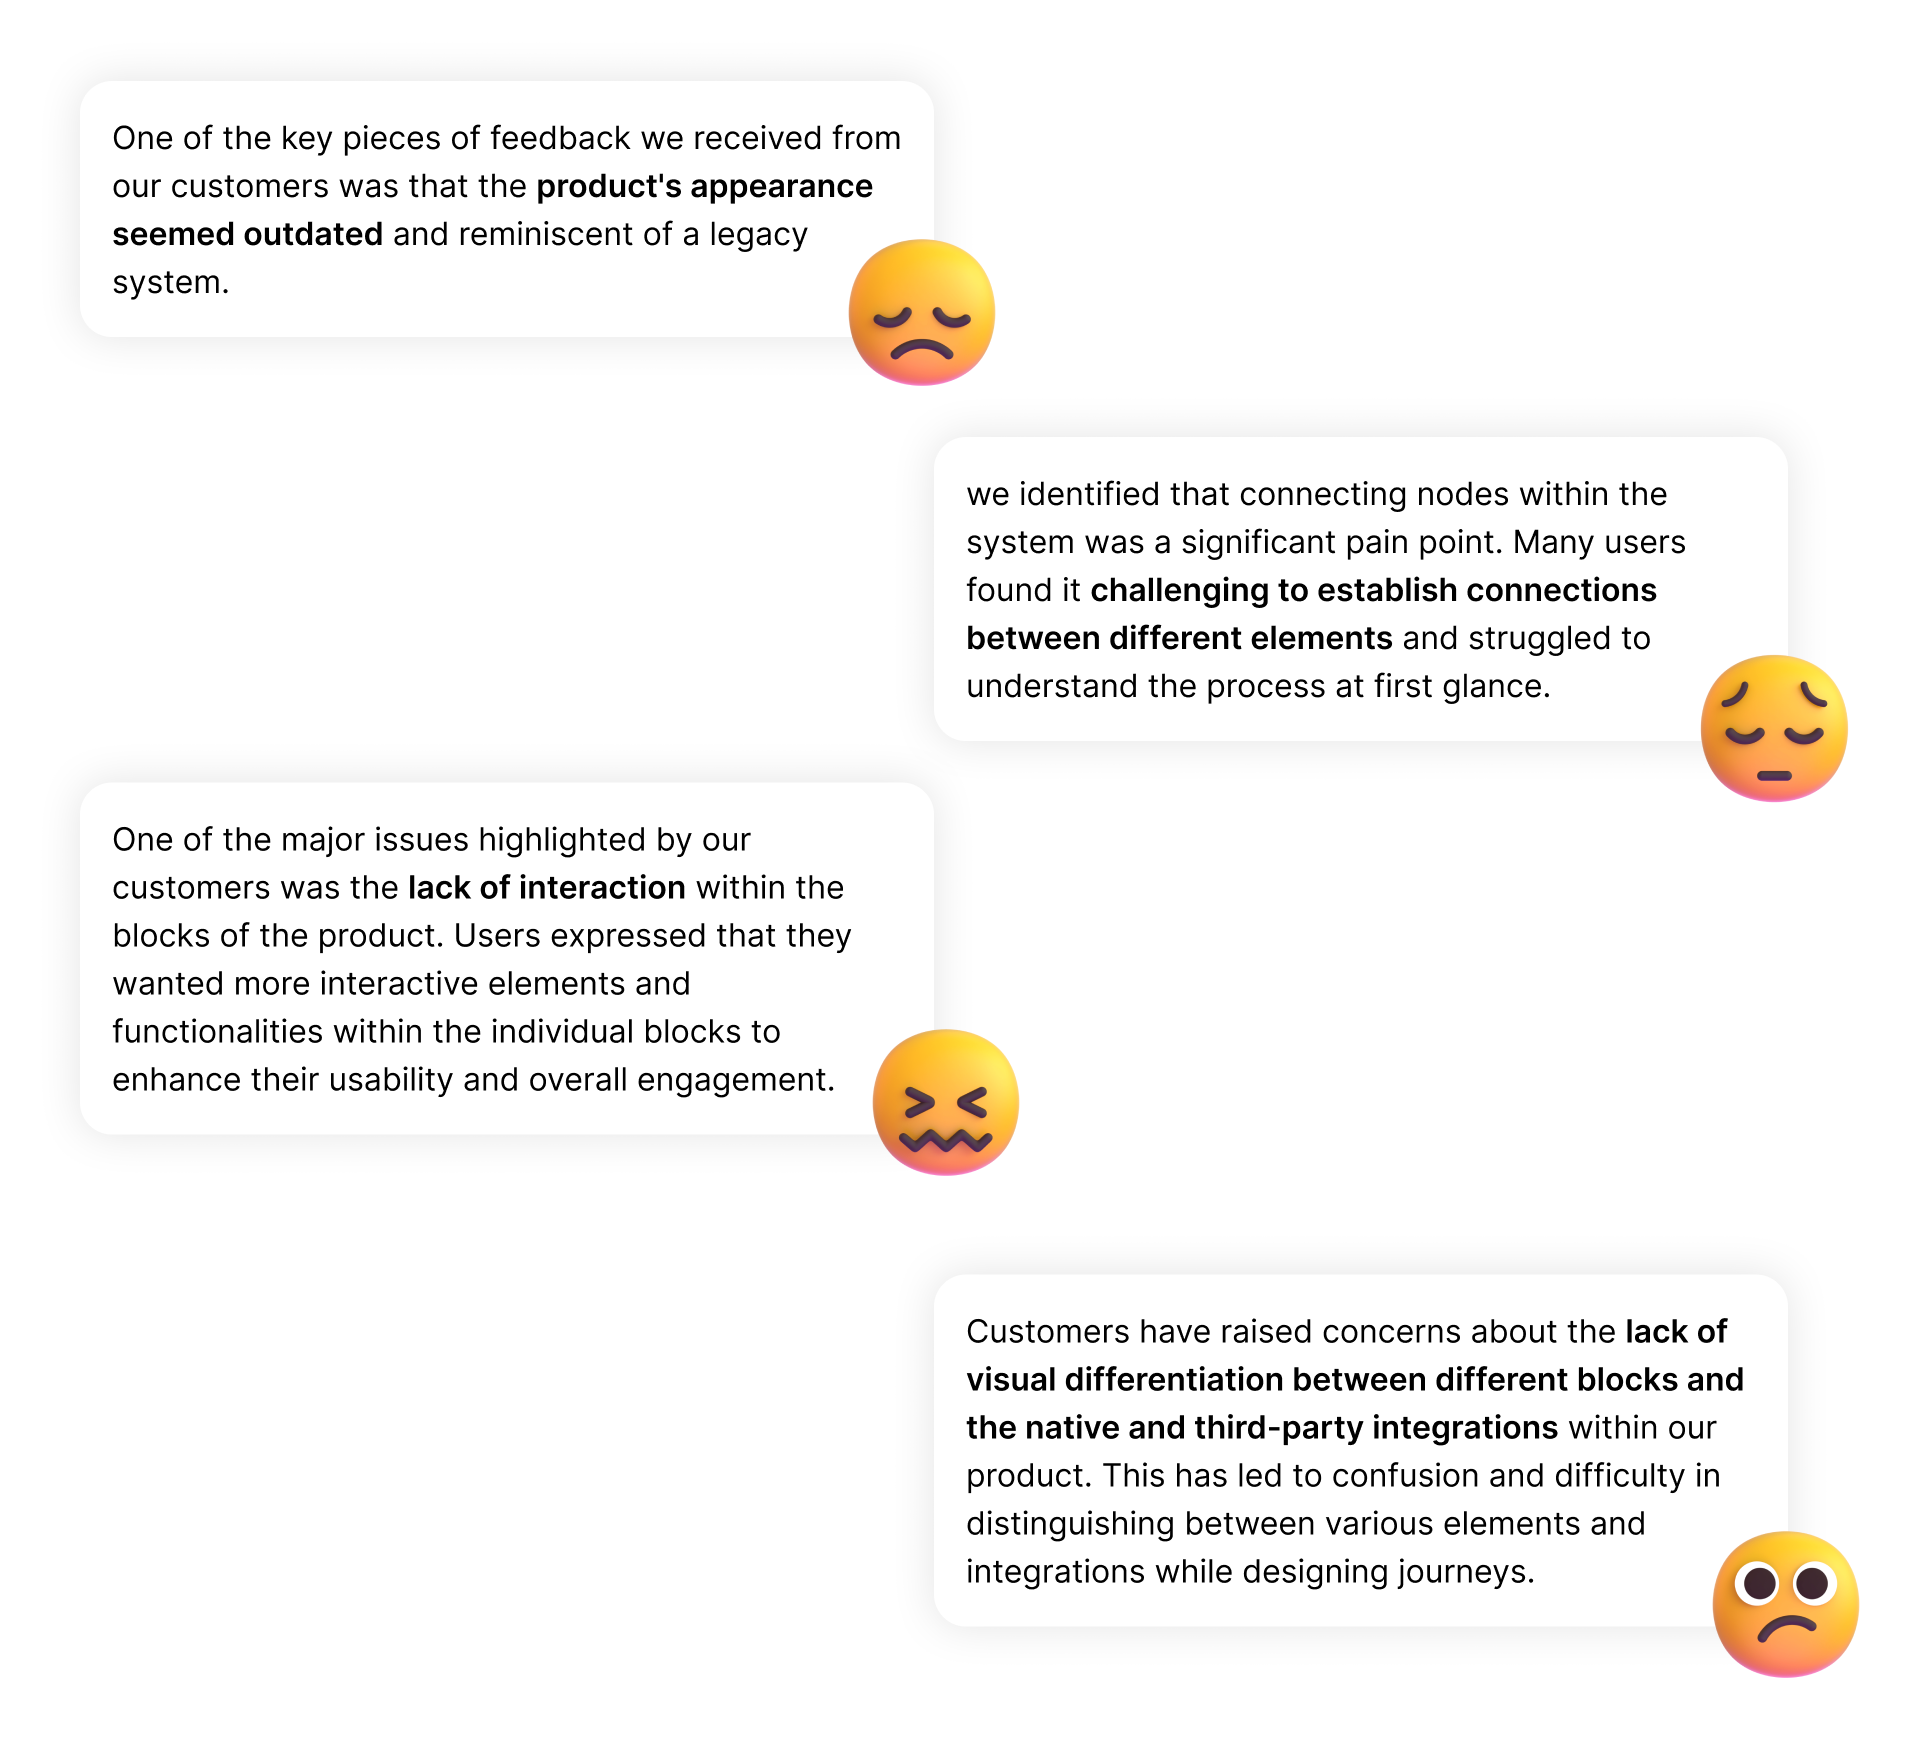 One of the key pieces of feedback we received from
our customers was that the product's appearance
seemed outdated and reminiscent of a legacy
system.
we identified that connecting nodes within the
system was a significant pain point. Many users
found it challenging to establish connections
between different elements and struggled to
understand the process at first glance.
One of the major issues highlighted by our
customers was the lack of interaction within the
blocks of the product. Users expressed that they
wanted more interactive elements and
functionalities within the individual blocks to
enhance their usability and overall engagement.
Customers have raised concerns about the lack of
visual differentiation between different blocks and
the native and third-party integrations within our
product. This has led to confusion and difficulty in
distinguishing between various elements and
integrations while designing journeys.